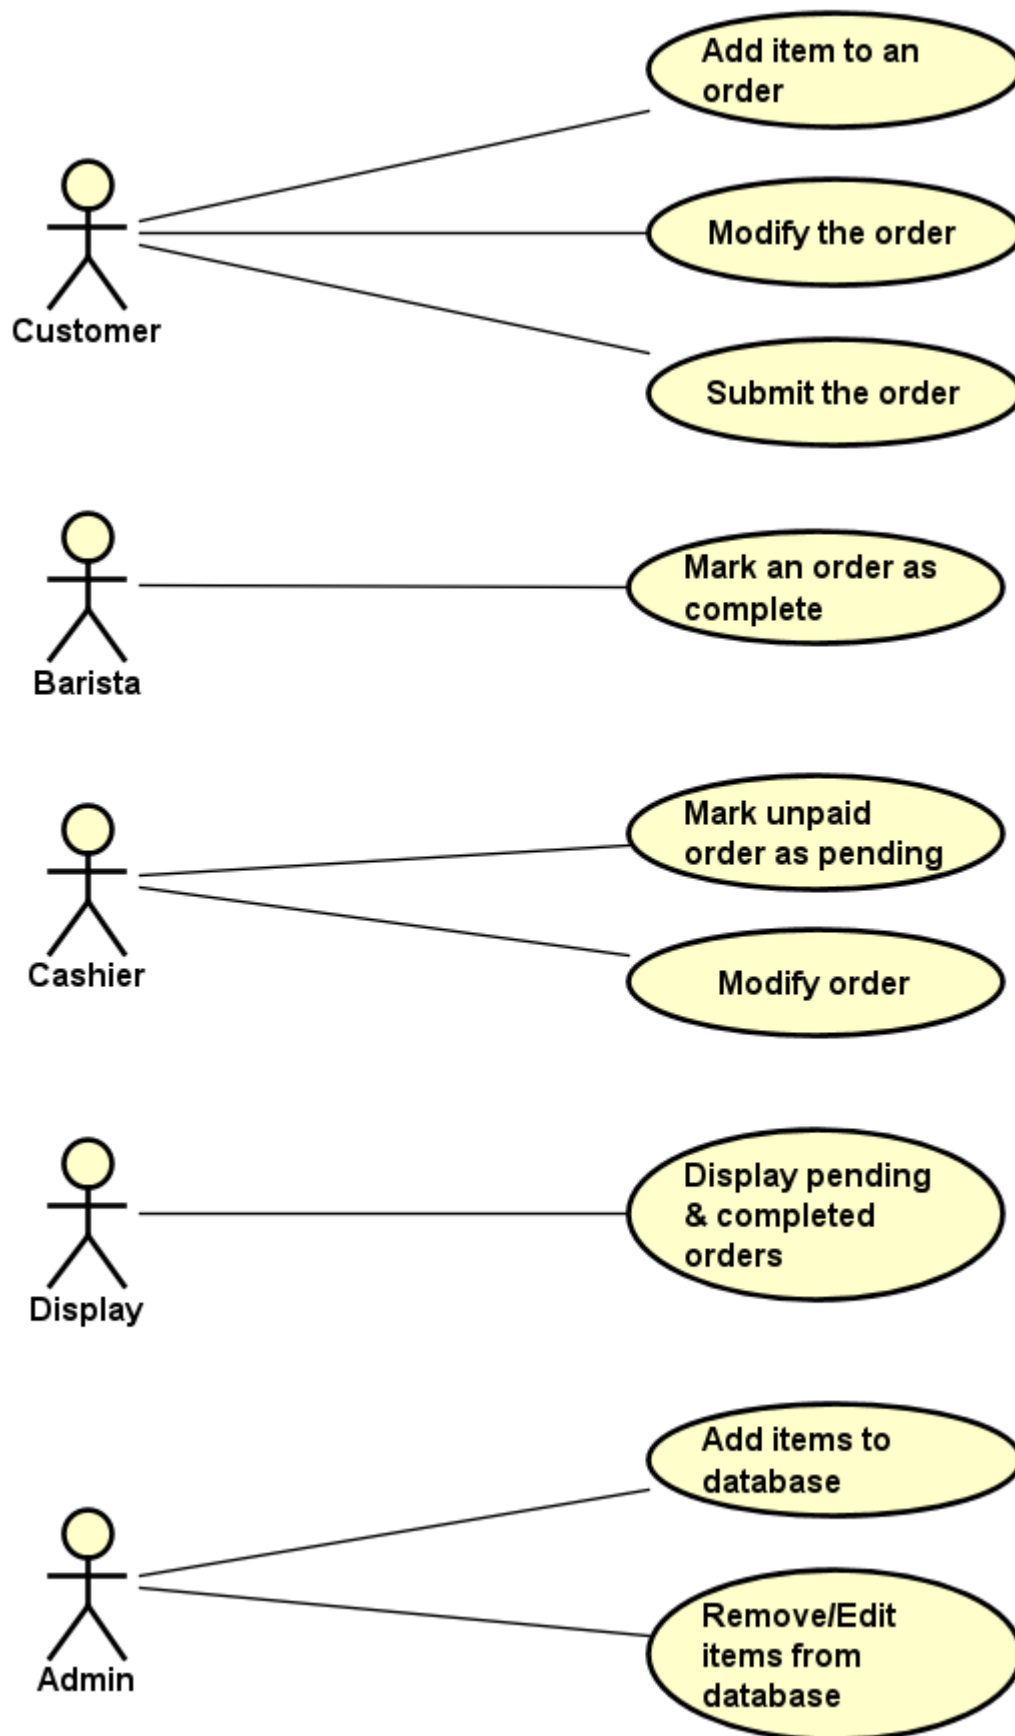 Add item to an
order
Modify the order
Customer
Submit the order
Mark an order as
complete
Barista
Mark unpaid
order as pending
Cashier
Modify order
Display pending
& completed
orders
Display
Add items to
database
Remove/Edit
items from
database
Admin